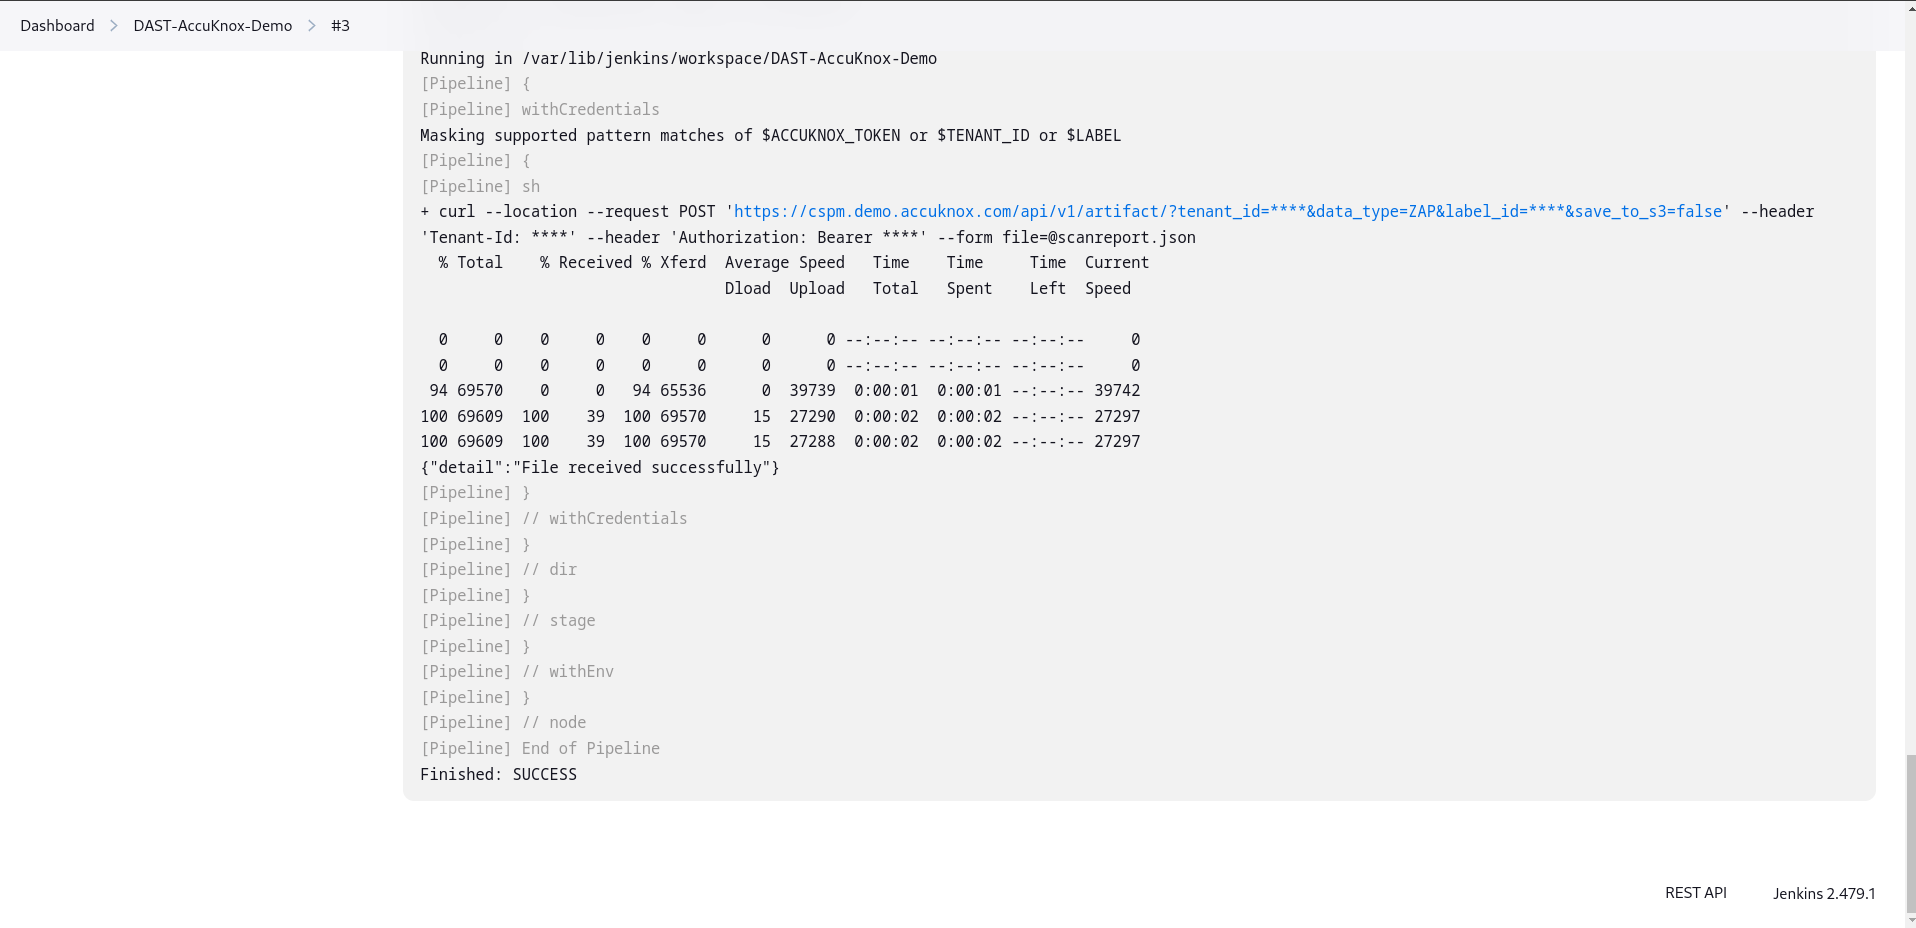 Dashboard > DAST-AccuKnox-Demo > #3
Running in /var/lib/jenkins/workspace/DAST-AccuKnox-Demo
[Pipeline] {
[Pipeline] withCredentials
Masking supported pattern matches of $ACCUKNOX_TOKEN or $TENANT_ID or $LABEL
[Pipeline] {
[Pipeline] sh
+ curl --location --request POST 'https://cspm.demo.accuknox.com/api/v1/artifact/?tenant_id=****&data_type=ZAP&label_id=****&save_to_s3=false' --header
'Tenant-Id: ****' --header 'Authorization: Bearer ****' --form file=@scanreport.json
  % Total    % Received % Xferd  Average Speed   Time    Time     Time  Current
                                 Dload  Upload   Total   Spent    Left  Speed
  0     0    0     0    0     0      0      0 --:--:-- --:--:-- --:--:--     0
  0     0    0     0    0     0      0      0 --:--:-- --:--:-- --:--:--     0
 94 69570    0     0   94 65536      0  39739  0:00:01  0:00:01 --:--:-- 39742
100 69609  100    39  100 69570     15  27290  0:00:02  0:00:02 --:--:-- 27297
100 69609  100    39  100 69570     15  27288  0:00:02  0:00:02 --:--:-- 27297
{"detail":"File received successfully"}
[Pipeline] }
[Pipeline] // withCredentials
[Pipeline] }
[Pipeline] // dir
[Pipeline] }
[Pipeline] // stage
[Pipeline] }
[Pipeline] // withEnv
[Pipeline] }
[Pipeline] // node
[Pipeline] End of Pipeline
Finished: SUCCESS
REST API Jenkins 2.479.1